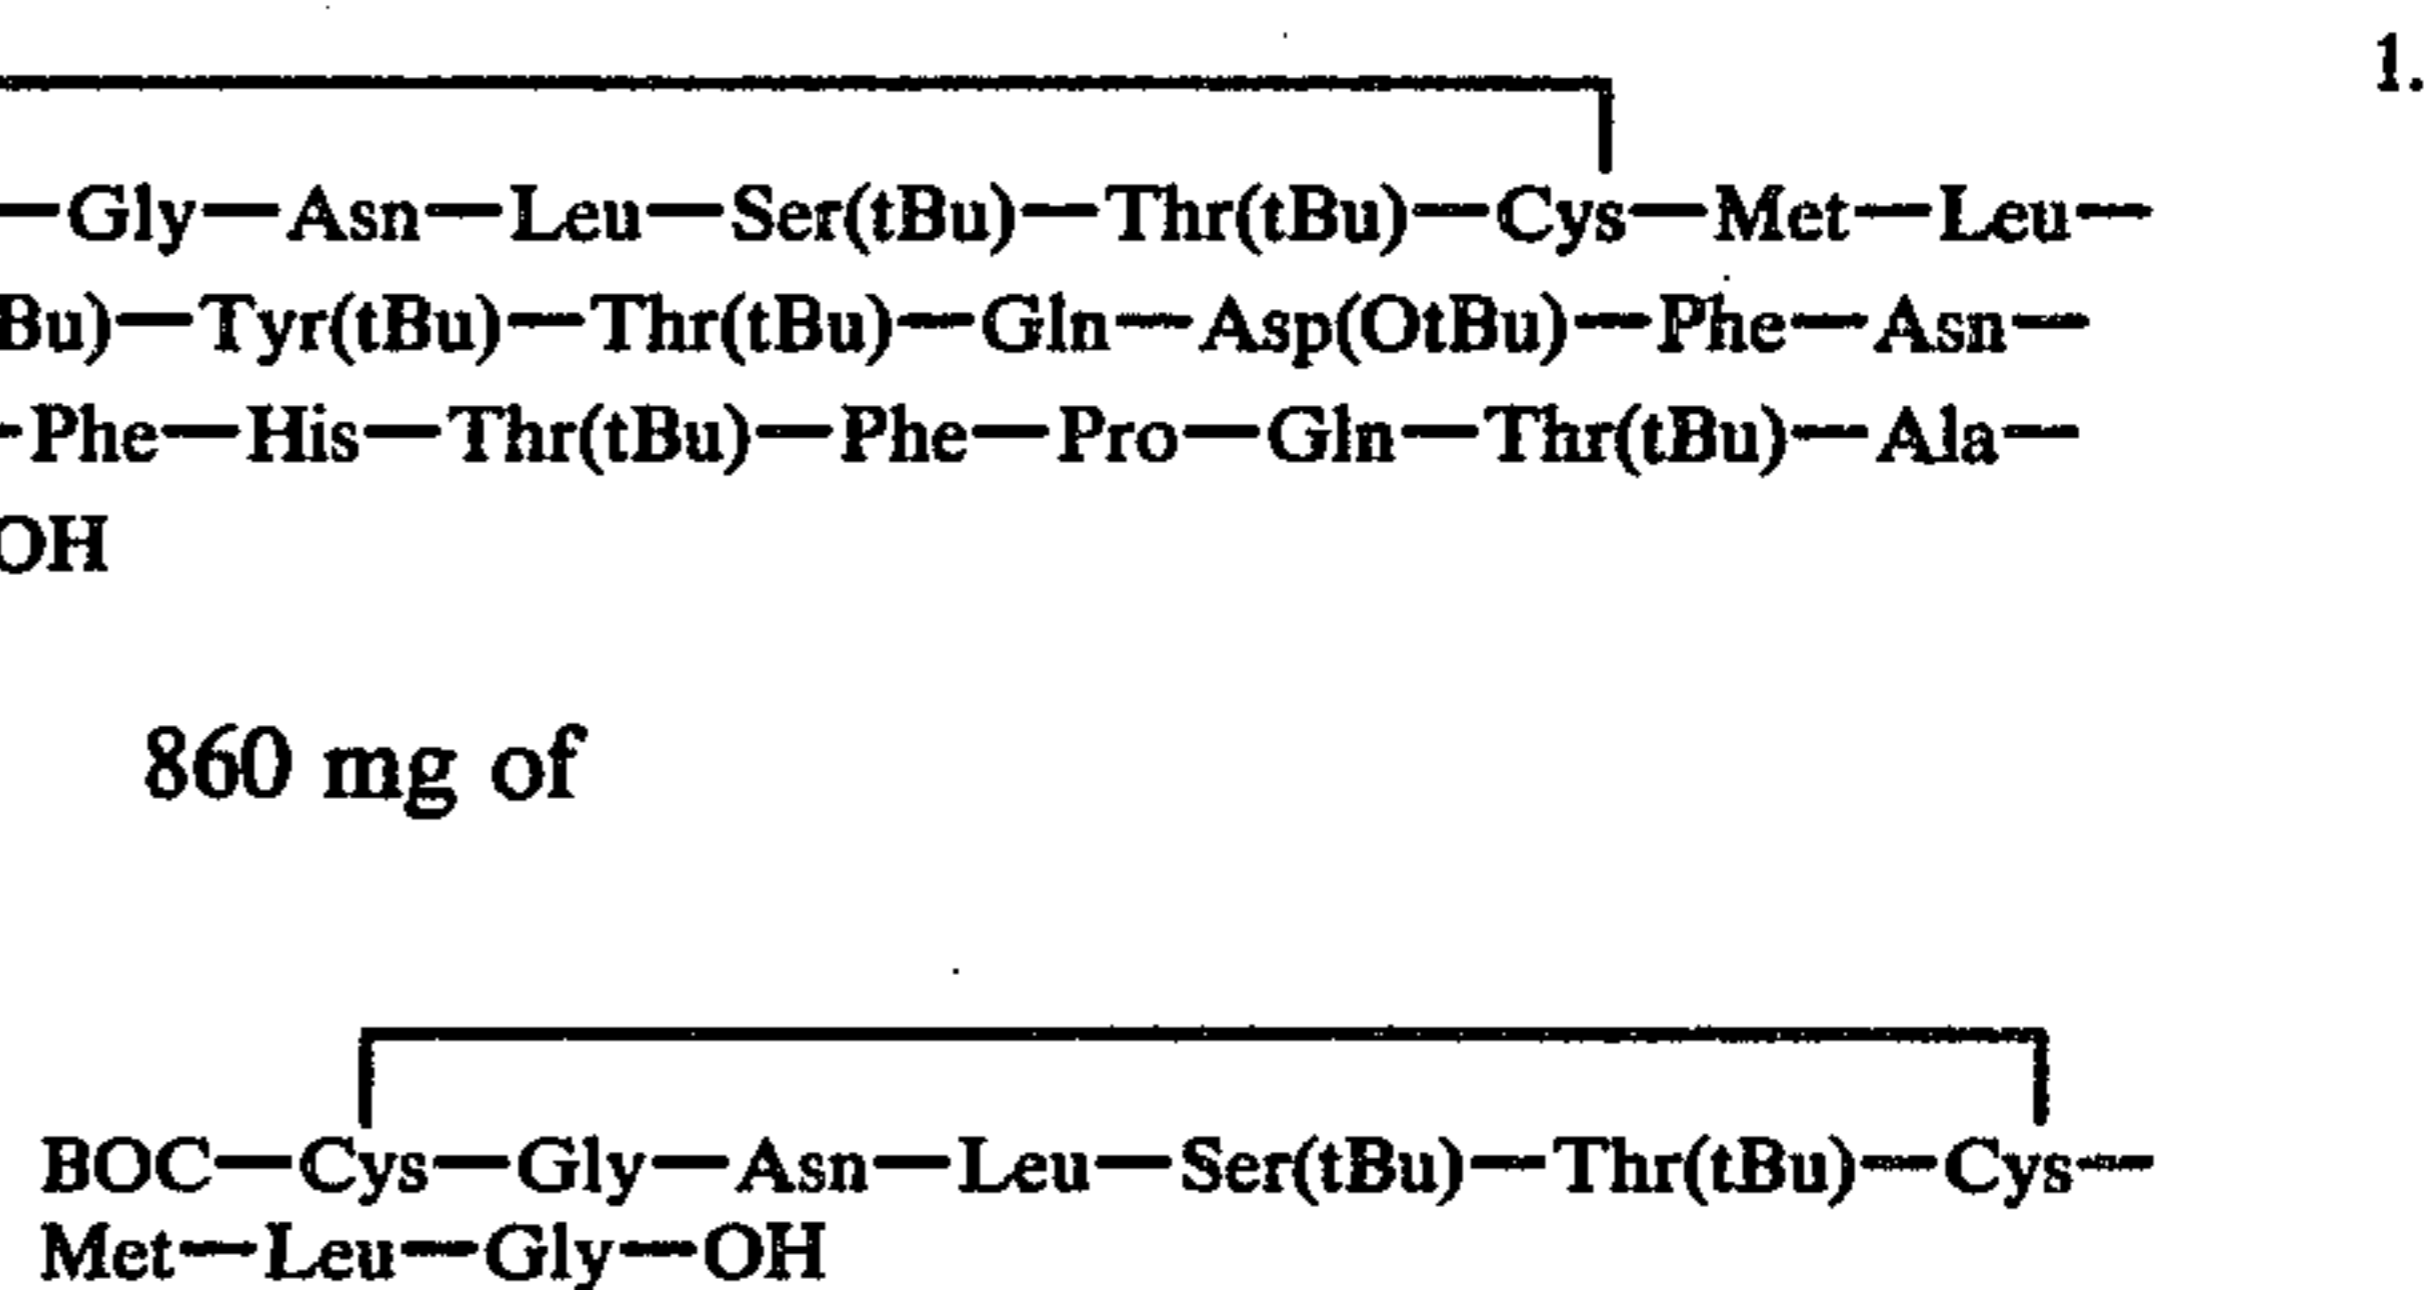 1.
—Gly—Asn—Leu—Ser(tBu)—Thr(tBu)—Cys—Met—Leu—
Bu)—Tyr(tBu)—Thr(tBu)—Gln—Asp(OtBu)—Phe—Asn—
-Phe—His—Thr(tBu)—Phe—Pro—Gln—Thr(tBu)—Ala—
OH
860 mg of
BOC—Cys—Gly—Asn—Leu—Ser(tBu)—Thr(tBu)—Cys—
Met—Leu—Gly—OH